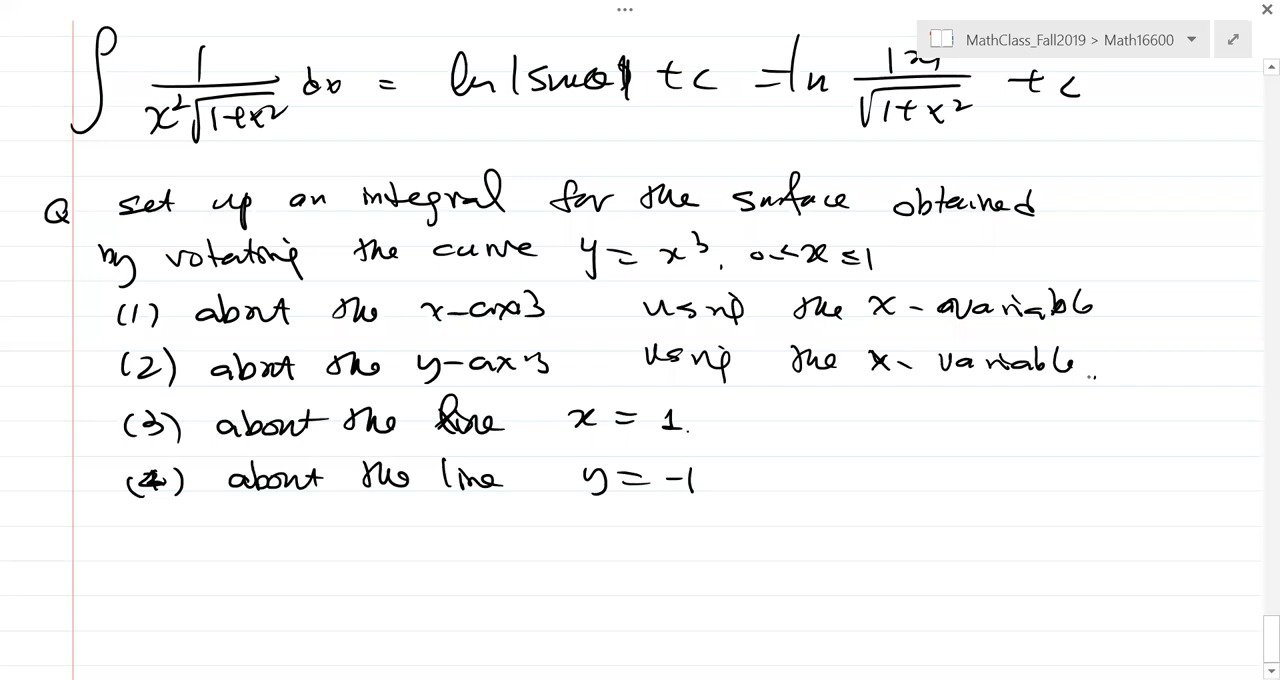 MathClass_Fall2019 > Math16600
∫ 1/(x²√(1+x²)) dx = ln|sinθ| + c = ln |x|/√(1+x²) + c
Q set up an integral for the surface obtained
by rotating the curve y = x³, 0 ≤ x ≤ 1
(1) about the x-axis using the x-variable
(2) about the y-axis using the x-variable..
(3) about the line x = 1.
(4) about the line y = -1